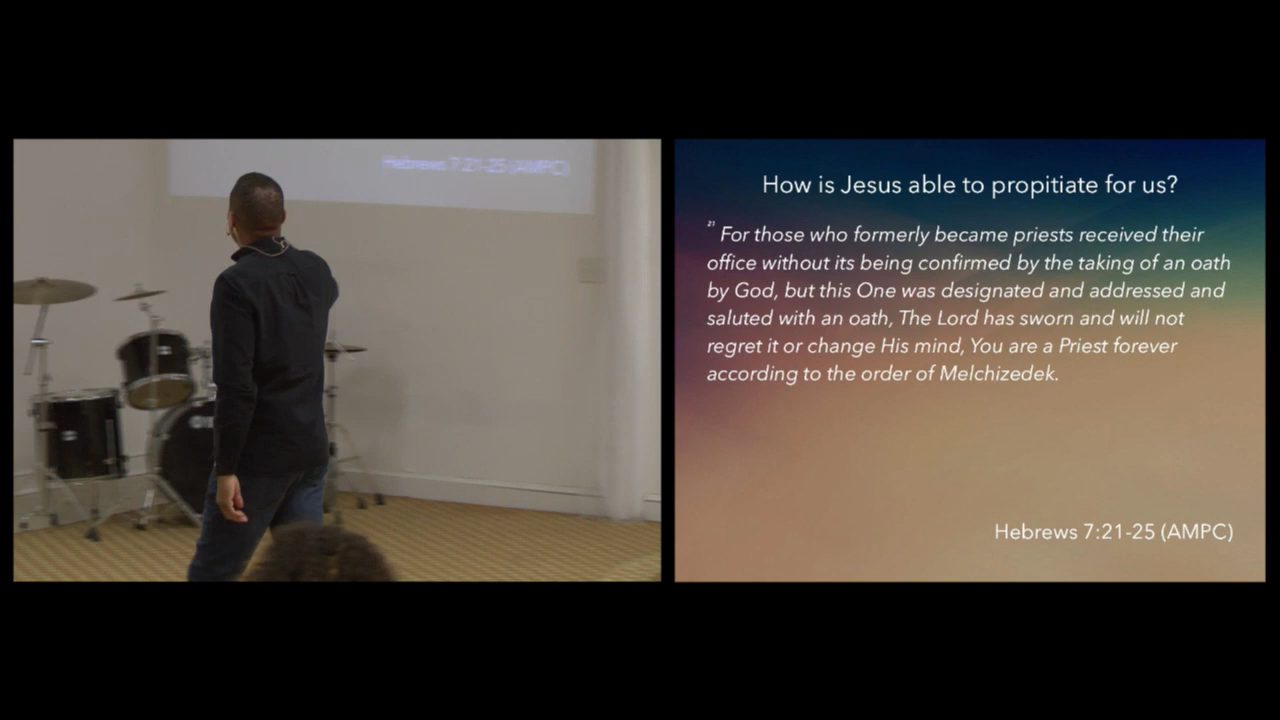 Hebrews 7:21-25 (AMPC)
How is Jesus able to propitiate for us?
21 For those who formerly became priests received their
office without its being confirmed by the taking of an oath
by God, but this One was designated and addressed and
saluted with an oath, The Lord has sworn and will not
regret it or change His mind, You are a Priest forever
according to the order of Melchizedek.
Hebrews 7:21-25 (AMPC)